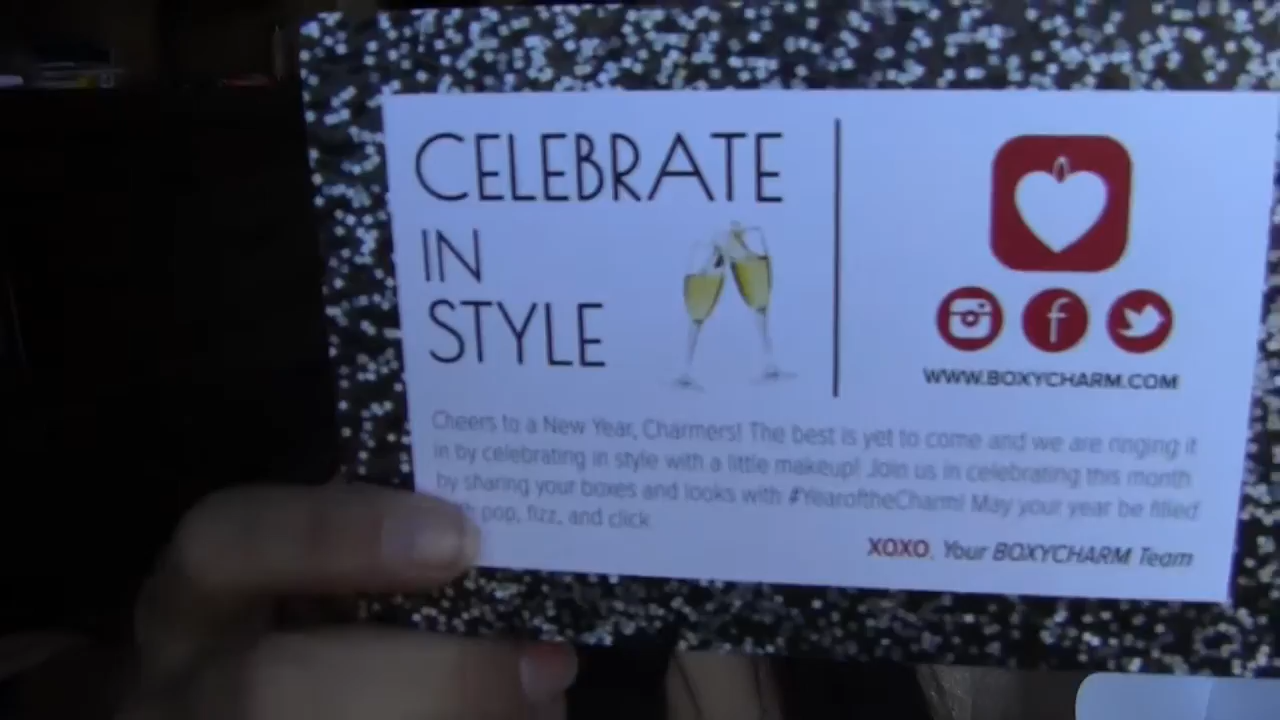 CELEBRATE
IN
STYLE
f
WWW.BOXYCHARM.COM
Cheers to a New Year, Charmers! The best is yet to come and we are ringing it
in by celebrating in style with a little makeup! Join us in celebrating this month
by sharing your boxes and looks with #YearoftheCharm! May your year be filled
pop, fizz, and click
XOXO, Your BOXYCHARM Team